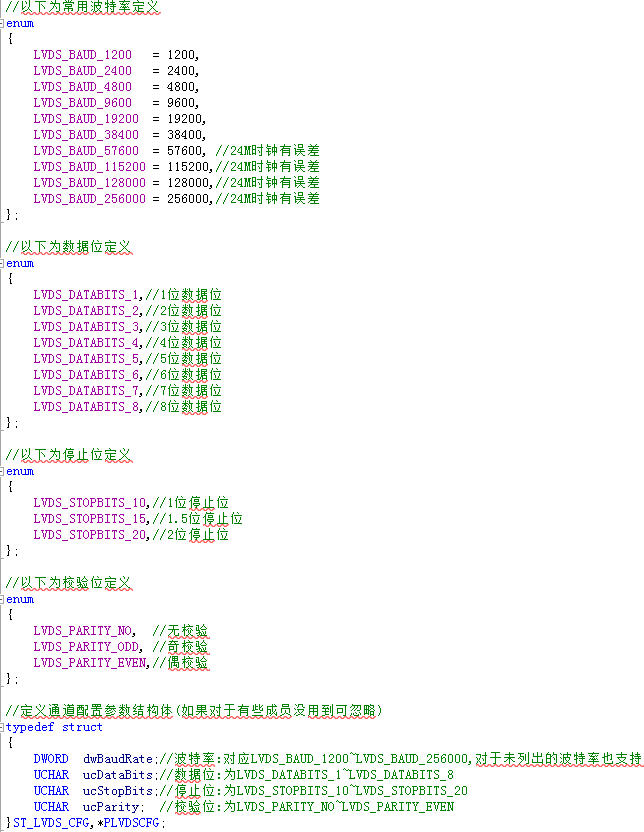 //以下为常用波特率定义
enum
{
    LVDS_BAUD_1200   = 1200,
    LVDS_BAUD_2400   = 2400,
    LVDS_BAUD_4800   = 4800,
    LVDS_BAUD_9600   = 9600,
    LVDS_BAUD_19200  = 19200,
    LVDS_BAUD_38400  = 38400,
    LVDS_BAUD_57600  = 57600, //24M时钟有误差
    LVDS_BAUD_115200 = 115200,//24M时钟有误差
    LVDS_BAUD_128000 = 128000,//24M时钟有误差
    LVDS_BAUD_256000 = 256000,//24M时钟有误差
};
//以下为数据位定义
enum
{
    LVDS_DATABITS_1,//1位数据位
    LVDS_DATABITS_2,//2位数据位
    LVDS_DATABITS_3,//3位数据位
    LVDS_DATABITS_4,//4位数据位
    LVDS_DATABITS_5,//5位数据位
    LVDS_DATABITS_6,//6位数据位
    LVDS_DATABITS_7,//7位数据位
    LVDS_DATABITS_8,//8位数据位
};
//以下为停止位定义
enum
{
    LVDS_STOPBITS_10,//1位停止位
    LVDS_STOPBITS_15,//1.5位停止位
    LVDS_STOPBITS_20,//2位停止位
};
//以下为校验位定义
enum
{
    LVDS_PARITY_NO,  //无校验
    LVDS_PARITY_ODD, //奇校验
    LVDS_PARITY_EVEN,//偶校验
};
//定义通道配置参数结构体(如果对于有些成员没用到可忽略)
typedef struct
{
    DWORD  dwBaudRate;//波特率:对应LVDS_BAUD_1200~LVDS_BAUD_256000,对于未列出的波特率也支持
    UCHAR  ucDataBits;//数据位:为LVDS_DATABITS_1~LVDS_DATABITS_8
    UCHAR  ucStopBits;//停止位:为LVDS_STOPBITS_10~LVDS_STOPBITS_20
    UCHAR  ucParity;  //校验位:为LVDS_PARITY_NO~LVDS_PARITY_EVEN
}ST_LVDS_CFG,*PLVDSCFG;